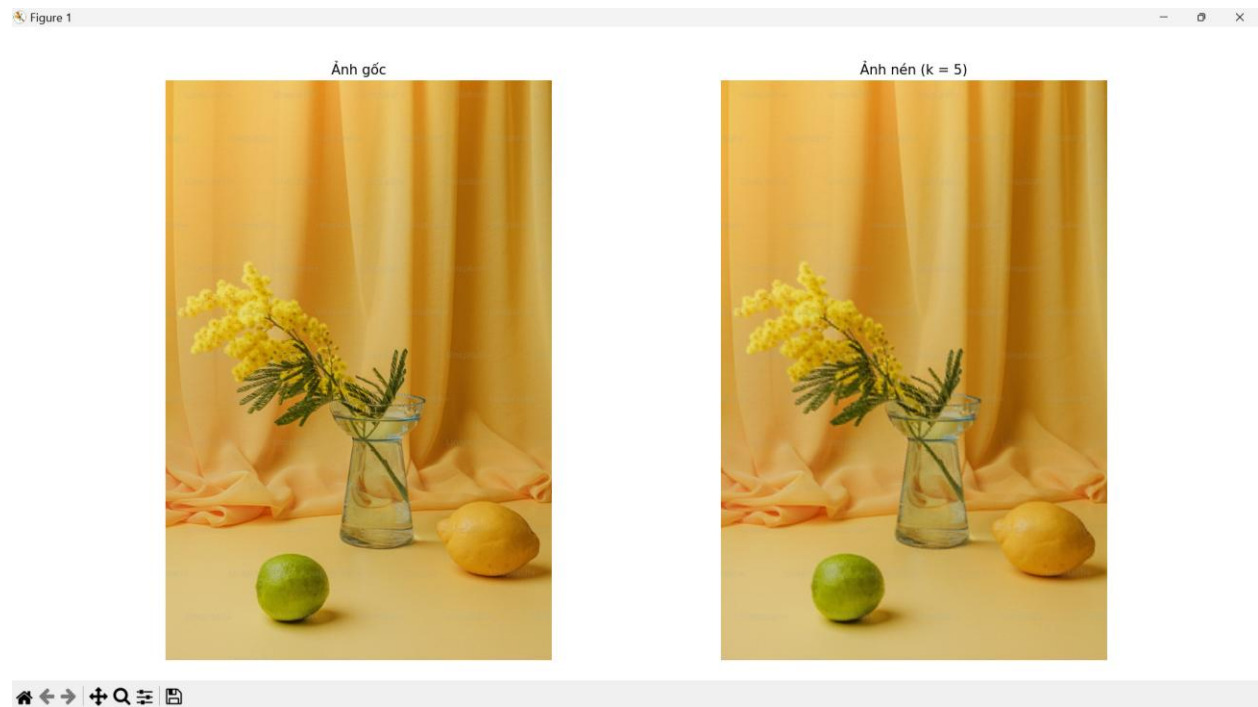 Figure 1
Ảnh gốc
Ảnh nén (k = 5)